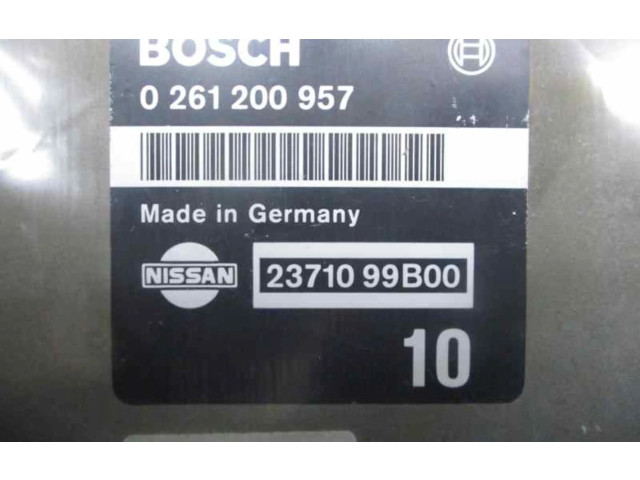 BOSCH
0 261 200 957
Made in Germany
NISSAN
23710 99B00
10